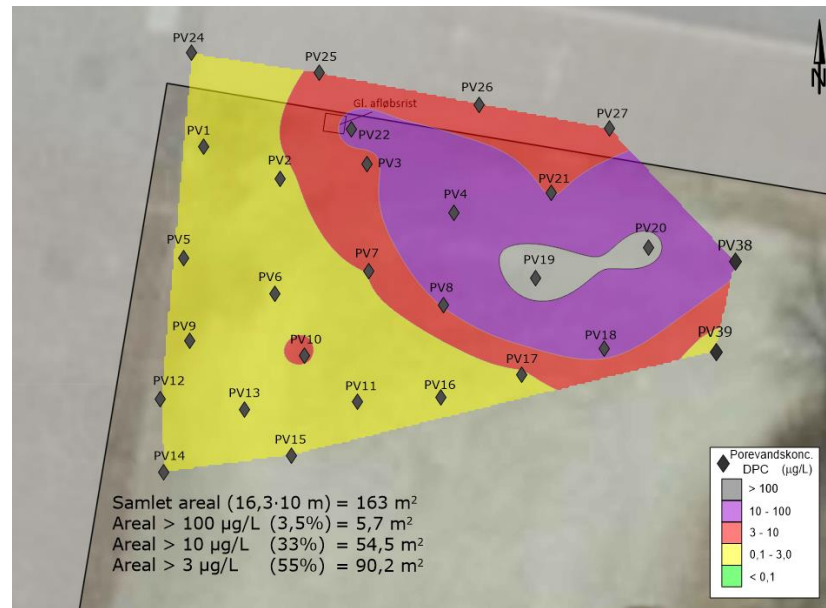 PV24
PV25
PV26
PV27
Gl. afløbsrist
PV22
PV1
PV2
PV3
PV21
PV4
PV5
PV6
PV7
PV19
PV20
PV38
PV8
PV9
PV10
PV18
PV39
PV17
PV12
PV13
PV11
PV16
PV15
PV14
N
Samlet areal (16,3·10 m) = 163 m²
Areal > 100 µg/L (3,5%) = 5,7 m²
Areal > 10 µg/L (33%) = 54,5 m²
Areal > 3 µg/L (55%) = 90,2 m²
Porevandskonc.
DPC (µg/L)
> 100
10 - 100
3 - 10
0,1 - 3,0
< 0,1